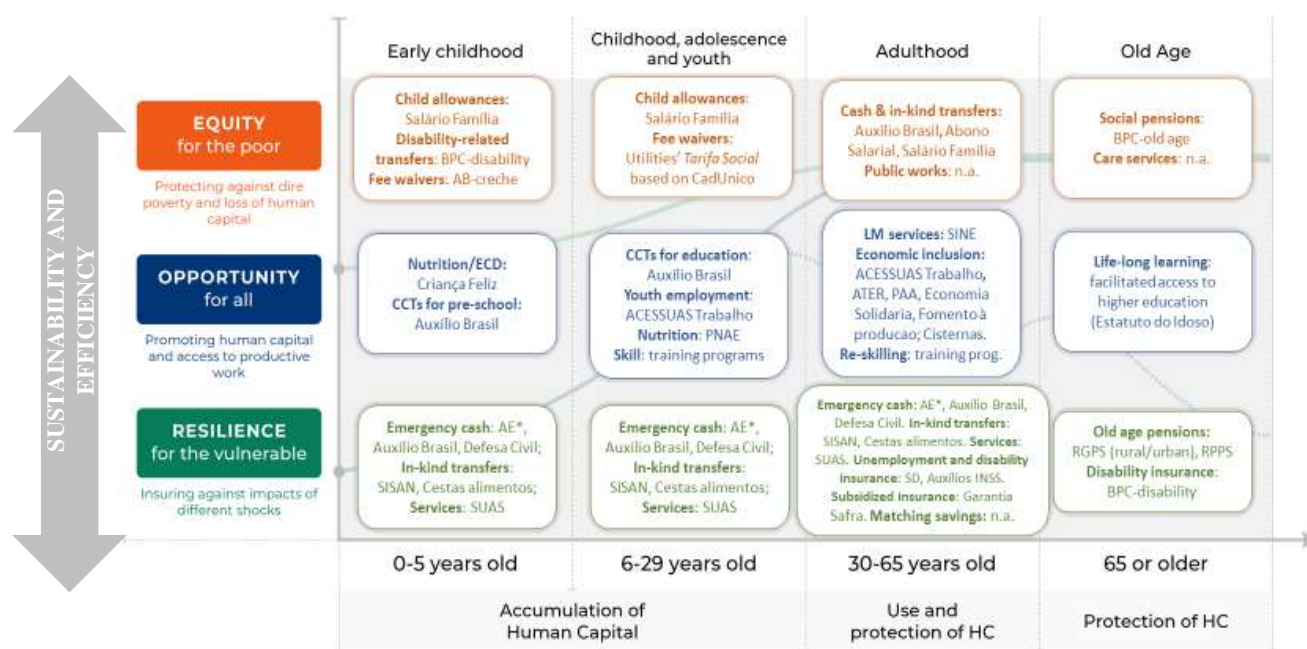 Early childhood
Childhood, adolescence
and youth
Adulthood
Old Age
SUSTAINABILITY AND
EFFICIENCY
EQUITY
for the poor
Protecting against dire
poverty and loss of human
capital
Child allowances:
Salário Família
Disability-related
transfers: BPC-disability
Fee waivers: AB-creche
Child allowances:
Salário Família
Fee waivers:
Utilities’ Tarifa Social
based on CadUnico
Cash & in-kind transfers:
Auxílio Brasil, Abono
Salarial, Salário Família
Public works: n.a.
Social pensions:
BPC-old age
Care services: n.a.
OPPORTUNITY
for all
Promoting human capital
and access to productive
work
Nutrition/ECD:
Criança Feliz
CCTs for pre-school:
Auxílio Brasil
CCTs for education:
Auxílio Brasil
Youth employment:
ACESSUAS Trabalho
Nutrition: PNAE
Skill: training programs
LM services: SINE
Economic inclusion:
ACESSUAS Trabalho,
ATER, PAA, Economia
Solidaria, Fomento à
producao; Cisternas.
Re-skilling: training prog.
Life-long learning:
facilitated access to
higher education
(Estatuto do Idoso)
RESILIENCE
for the vulnerable
Insuring against impacts of
different shocks
Emergency cash: AE*,
Auxílio Brasil, Defesa Civil;
In-kind transfers:
SISAN, Cestas alimentos;
Services: SUAS
Emergency cash: AE*,
Auxílio Brasil, Defesa Civil;
In-kind transfers:
SISAN, Cestas alimentos;
Services: SUAS
Emergency cash: AE*, Auxílio Brasil,
Defesa Civil. In-kind transfers:
SISAN, Cestas alimentos. Services:
SUAS. Unemployment and disability
insurance: SD, Auxílios INSS.
Subsidized insurance: Garantia
Safra. Matching savings: n.a.
Old age pensions:
RGPS (rural/urban), RPPS
Disability insurance:
BPC-disability
0-5 years old
6-29 years old
30-65 years old
65 or older
Accumulation of
Human Capital
Use and
protection of HC
Protection of HC